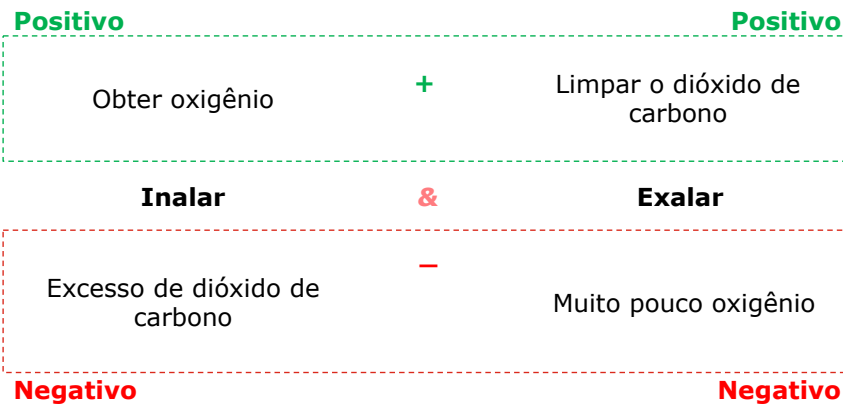 Positivo
Positivo
Obter oxigênio
+
Limpar o dióxido de
carbono
Inalar
&
Exalar
Excesso de dióxido de
carbono
–
Muito pouco oxigênio
Negativo
Negativo